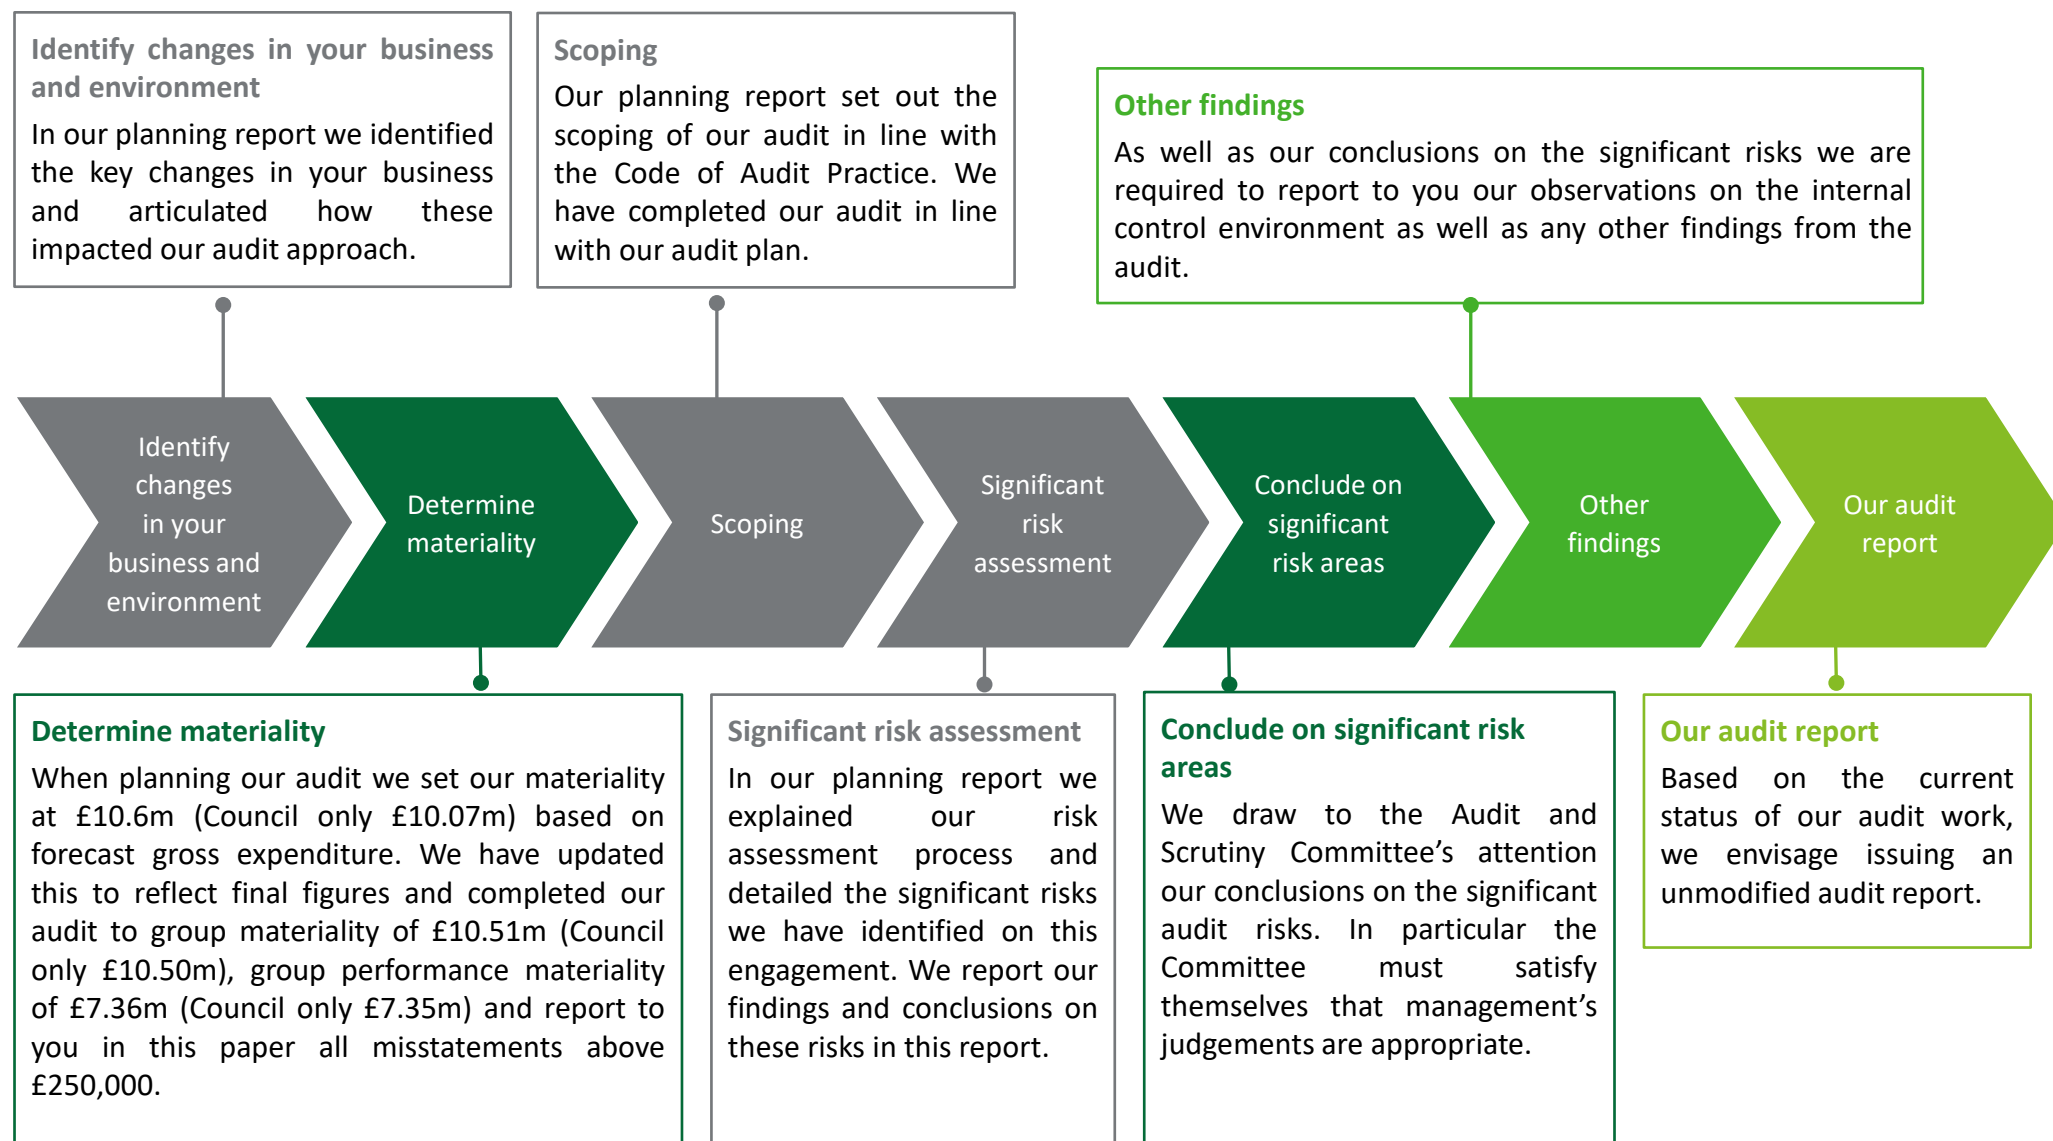 Identify changes in your business
and environment
In our planning report we identified
the key changes in your business
and articulated how these
impacted our audit approach.
Scoping
Our planning report set out the
scoping of our audit in line with
the Code of Audit Practice. We
have completed our audit in line
with our audit plan.
Other findings
As well as our conclusions on the significant risks we are
required to report to you our observations on the internal
control environment as well as any other findings from the
audit.
Identify
changes
in your
business and
environment
Determine
materiality
Scoping
Significant
risk
assessment
Conclude on
significant
risk areas
Other
findings
Our audit
report
Determine materiality
When planning our audit we set our materiality
at £10.6m (Council only £10.07m) based on
forecast gross expenditure. We have updated
this to reflect final figures and completed our
audit to group materiality of £10.51m (Council
only £10.50m), group performance materiality
of £7.36m (Council only £7.35m) and report to
you in this paper all misstatements above
£250,000.
Significant risk assessment
In our planning report we
explained our risk
assessment process and
detailed the significant risks
we have identified on this
engagement. We report our
findings and conclusions on
these risks in this report.
Conclude on significant risk
areas
We draw to the Audit and
Scrutiny Committee’s attention
our conclusions on the significant
audit risks. In particular the
Committee must satisfy
themselves that management’s
judgements are appropriate.
Our audit report
Based on the current
status of our audit work,
we envisage issuing an
unmodified audit report.